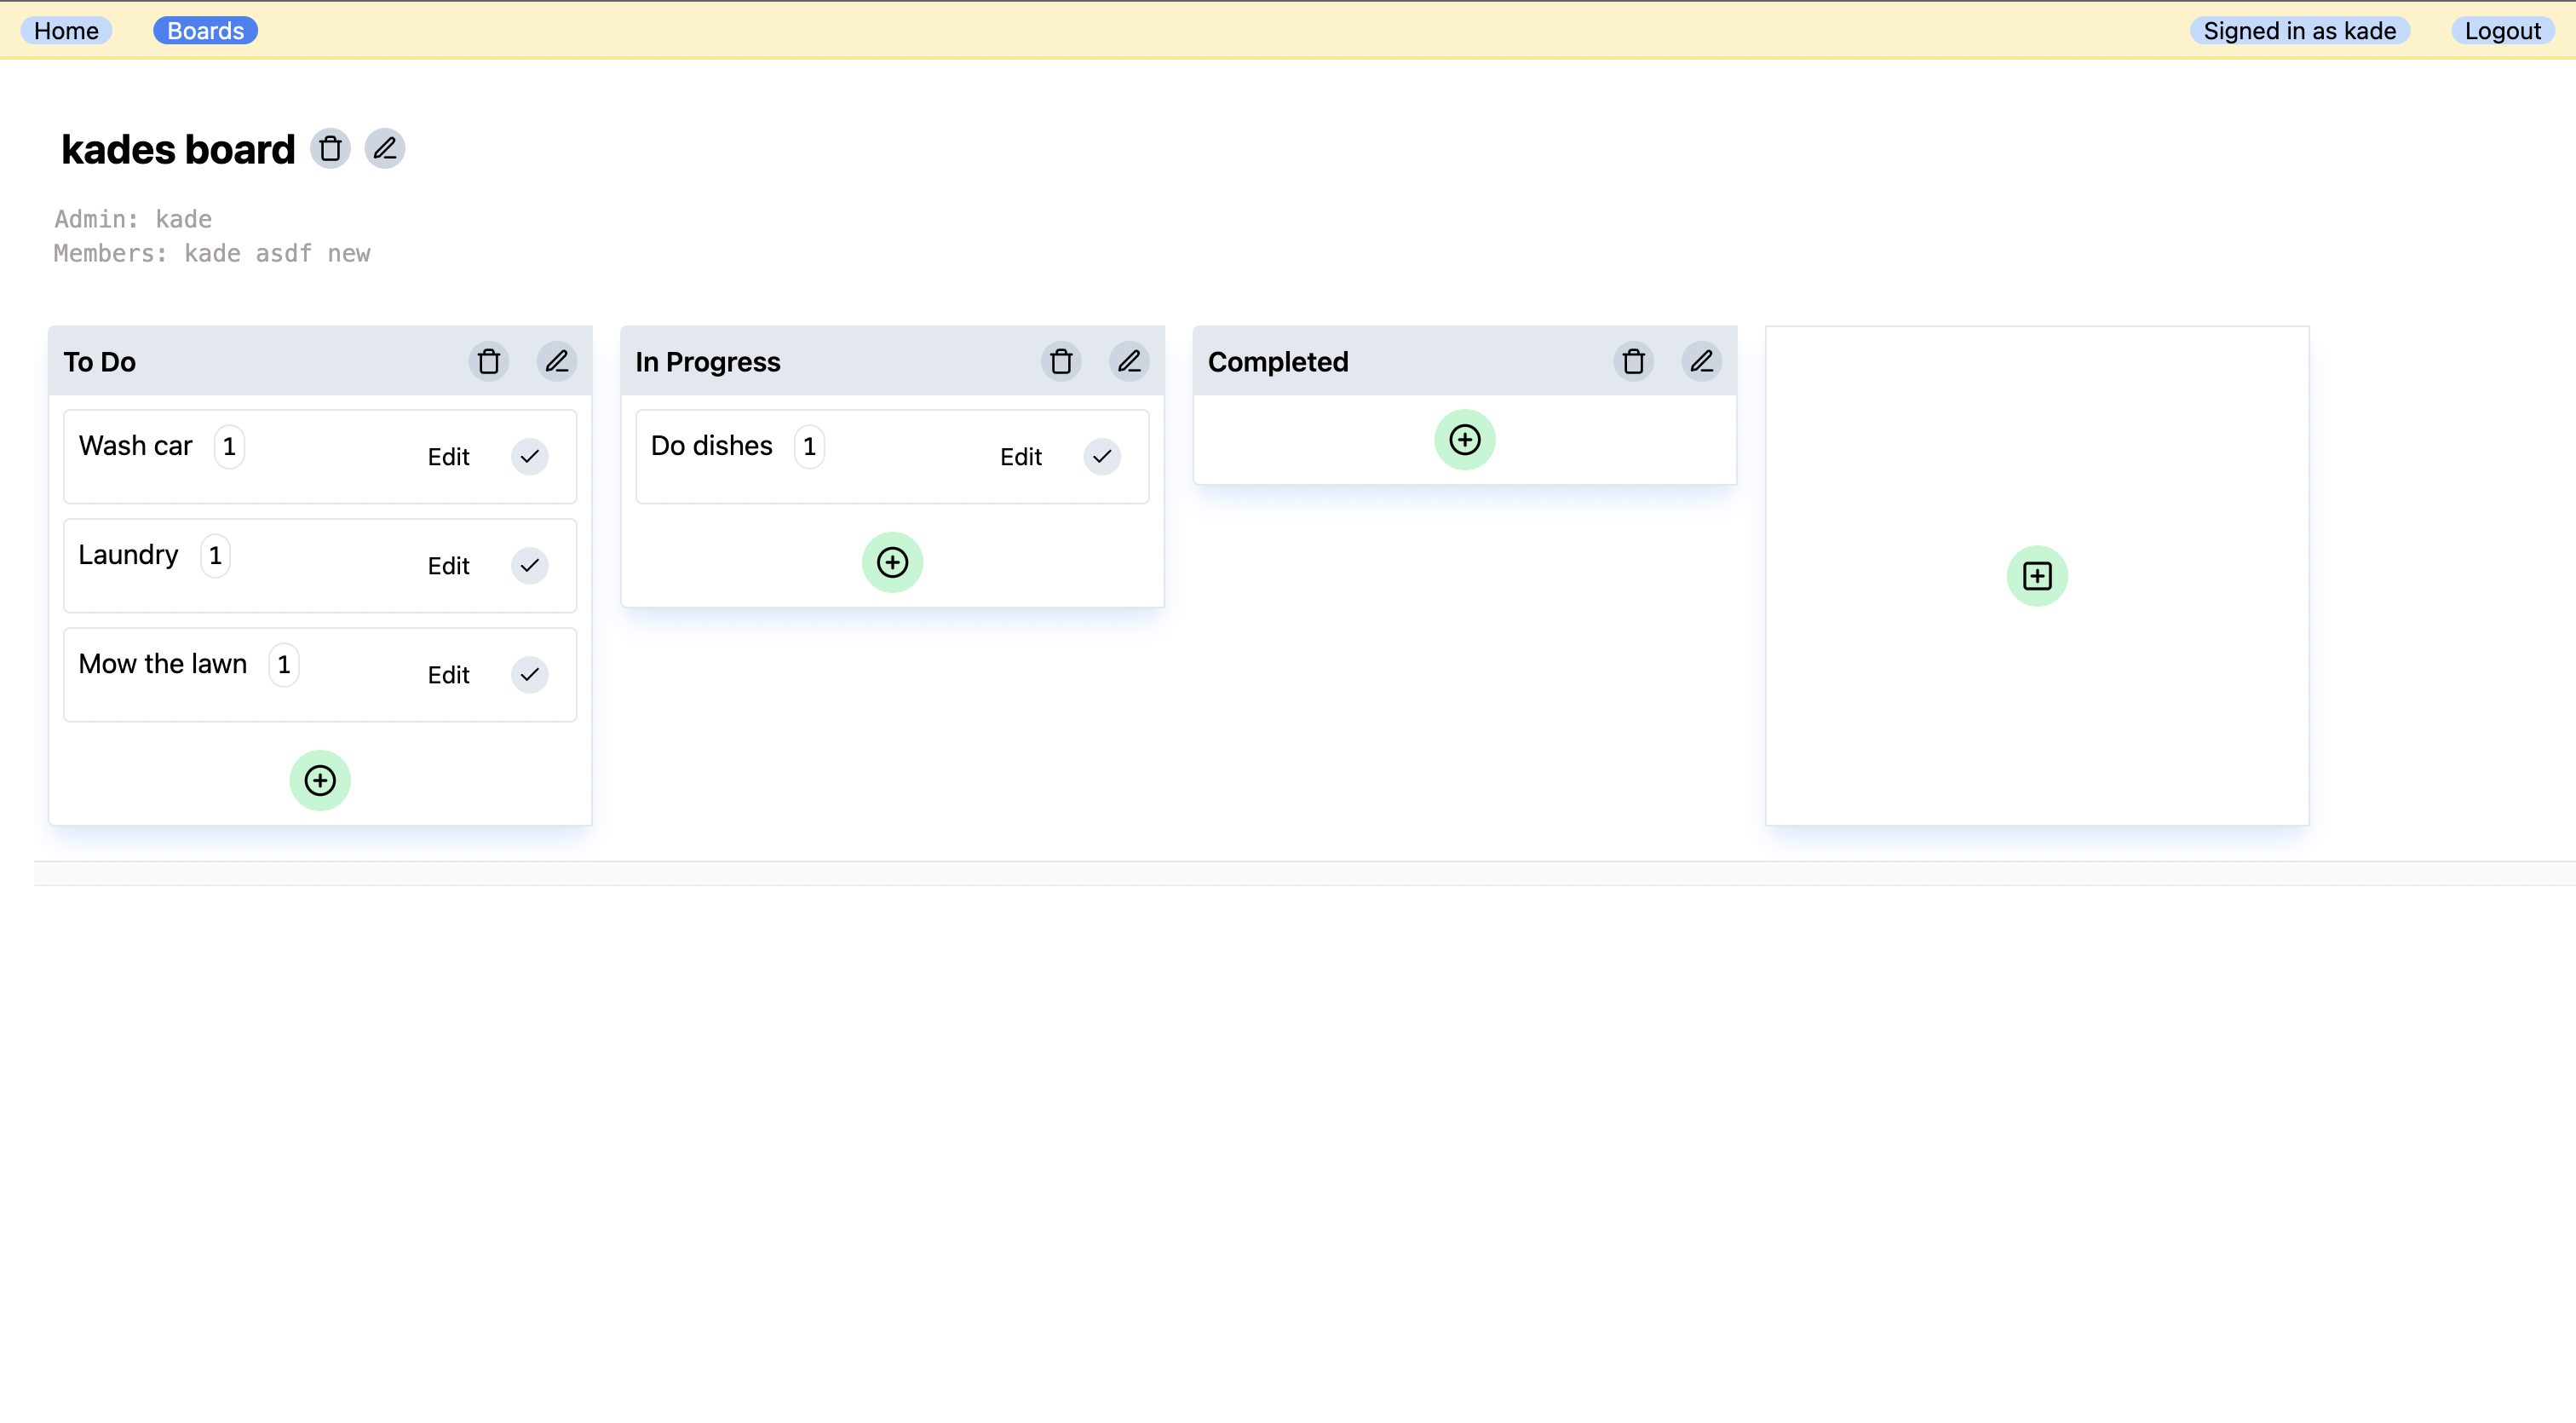 Home Boards Signed in as kade Logout
kades board
Admin: kade
Members: kade asdf new
To Do
Wash car 1 Edit
Laundry 1 Edit
Mow the lawn 1 Edit
In Progress
Do dishes 1 Edit
Completed